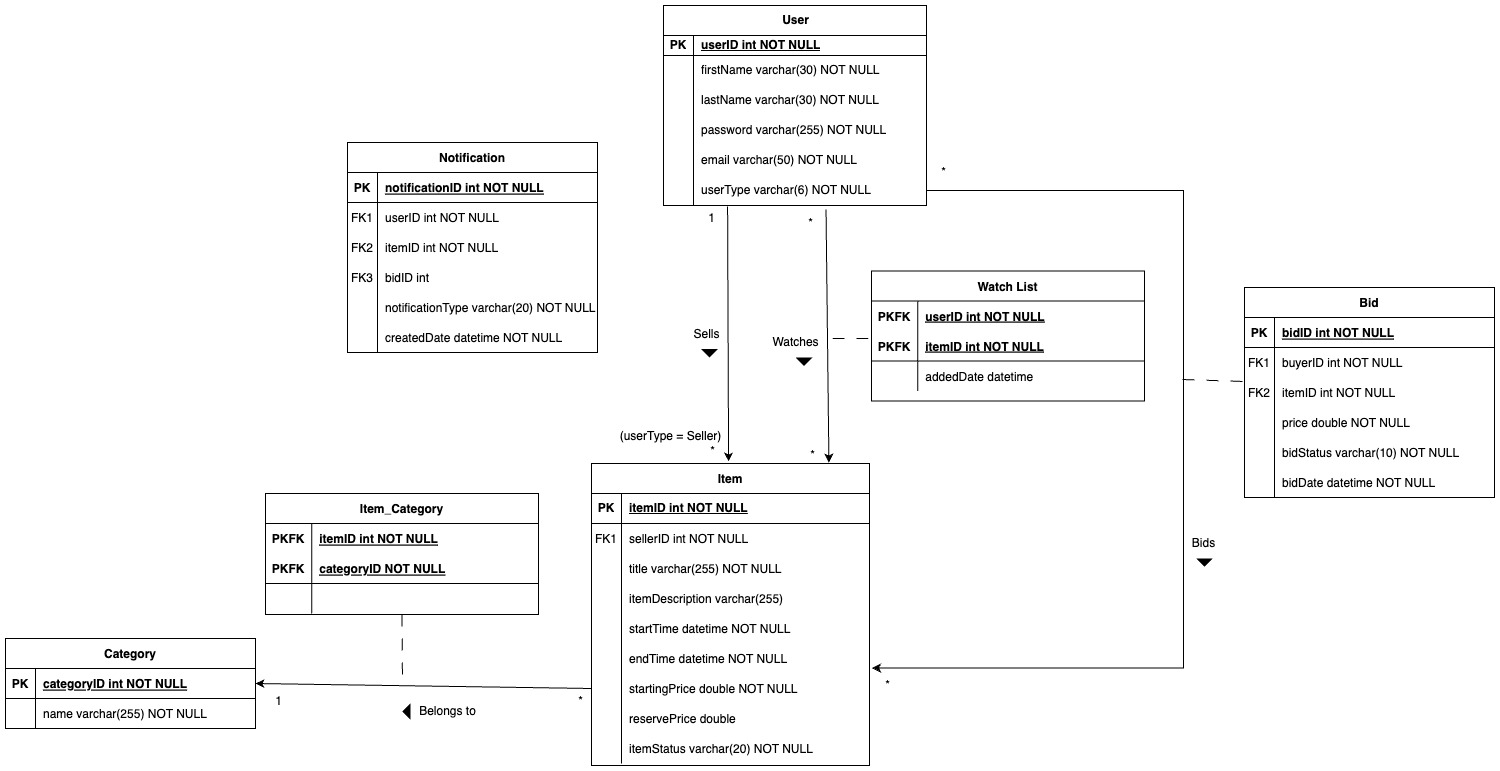 User
PK userID int NOT NULL
firstName varchar(30) NOT NULL
lastName varchar(30) NOT NULL
password varchar(255) NOT NULL
email varchar(50) NOT NULL
userType varchar(6) NOT NULL
Notification
PK notificationID int NOT NULL
FK1 userID int NOT NULL
FK2 itemID int NOT NULL
FK3 bidID int
notificationType varchar(20) NOT NULL
createdDate datetime NOT NULL
*
1
*
Sells
Watches
(userType = Seller)
*
*
Watch List
PKFK userID int NOT NULL
PKFK itemID int NOT NULL
addedDate datetime
Bid
PK bidID int NOT NULL
FK1 buyerID int NOT NULL
FK2 itemID int NOT NULL
price double NOT NULL
bidStatus varchar(10) NOT NULL
bidDate datetime NOT NULL
Bids
*
Item
PK itemID int NOT NULL
FK1 sellerID int NOT NULL
title varchar(255) NOT NULL
itemDescription varchar(255)
startTime datetime NOT NULL
endTime datetime NOT NULL
startingPrice double NOT NULL
reservePrice double
itemStatus varchar(20) NOT NULL
Item_Category
PKFK itemID int NOT NULL
PKFK categoryID NOT NULL
Category
PK categoryID int NOT NULL
name varchar(255) NOT NULL
1
*
Belongs to